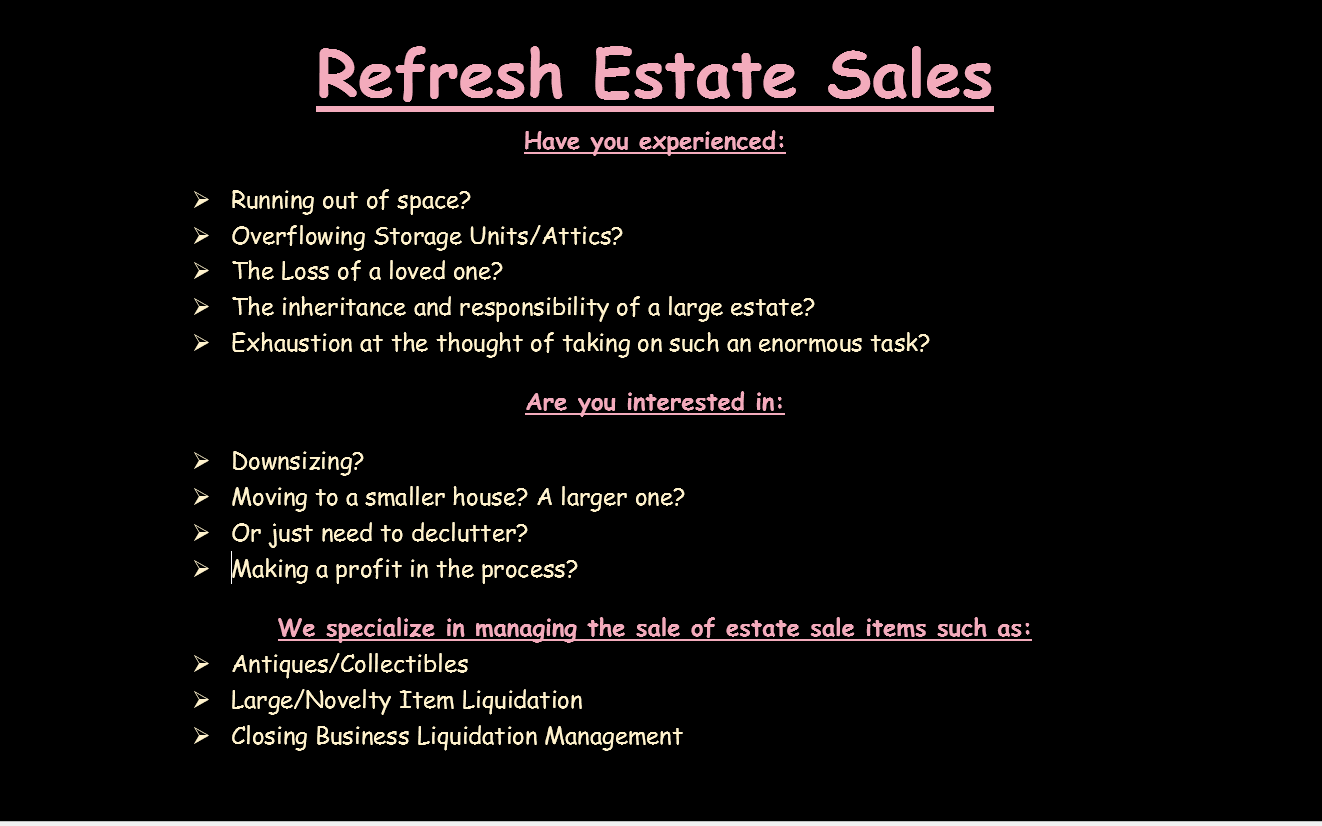 Refresh Estate Sales
Have you experienced:
➢ Running out of space?
➢ Overflowing Storage Units/Attics?
➢ The Loss of a loved one?
➢ The inheritance and responsibility of a large estate?
➢ Exhaustion at the thought of taking on such an enormous task?
Are you interested in:
➢ Downsizing?
➢ Moving to a smaller house? A larger one?
➢ Or just need to declutter?
➢ Making a profit in the process?
We specialize in managing the sale of estate sale items such as:
➢ Antiques/Collectibles
➢ Large/Novelty Item Liquidation
➢ Closing Business Liquidation Management